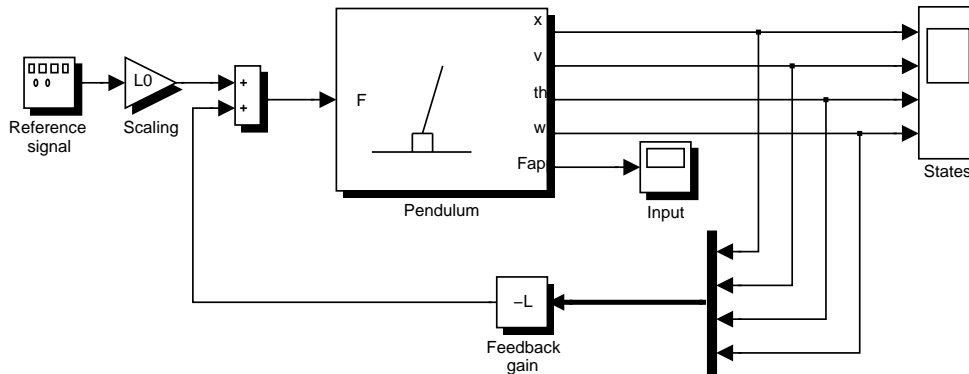 x
v
th
w
Fap
F
L0
+
+
Reference
signal
Scaling
Pendulum
Input
States
–L
Feedback
gain